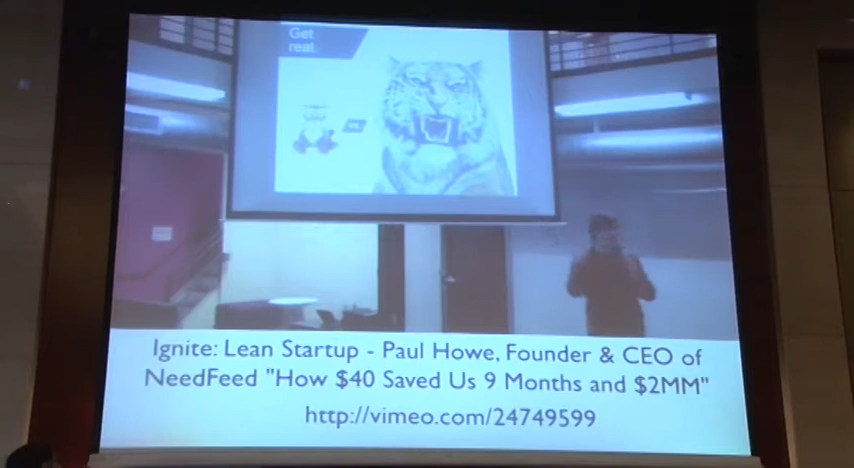 Get
real.
vs.
Ignite: Lean Startup - Paul Howe, Founder & CEO of
NeedFeed "How $40 Saved Us 9 Months and $2MM"
http://vimeo.com/24749599